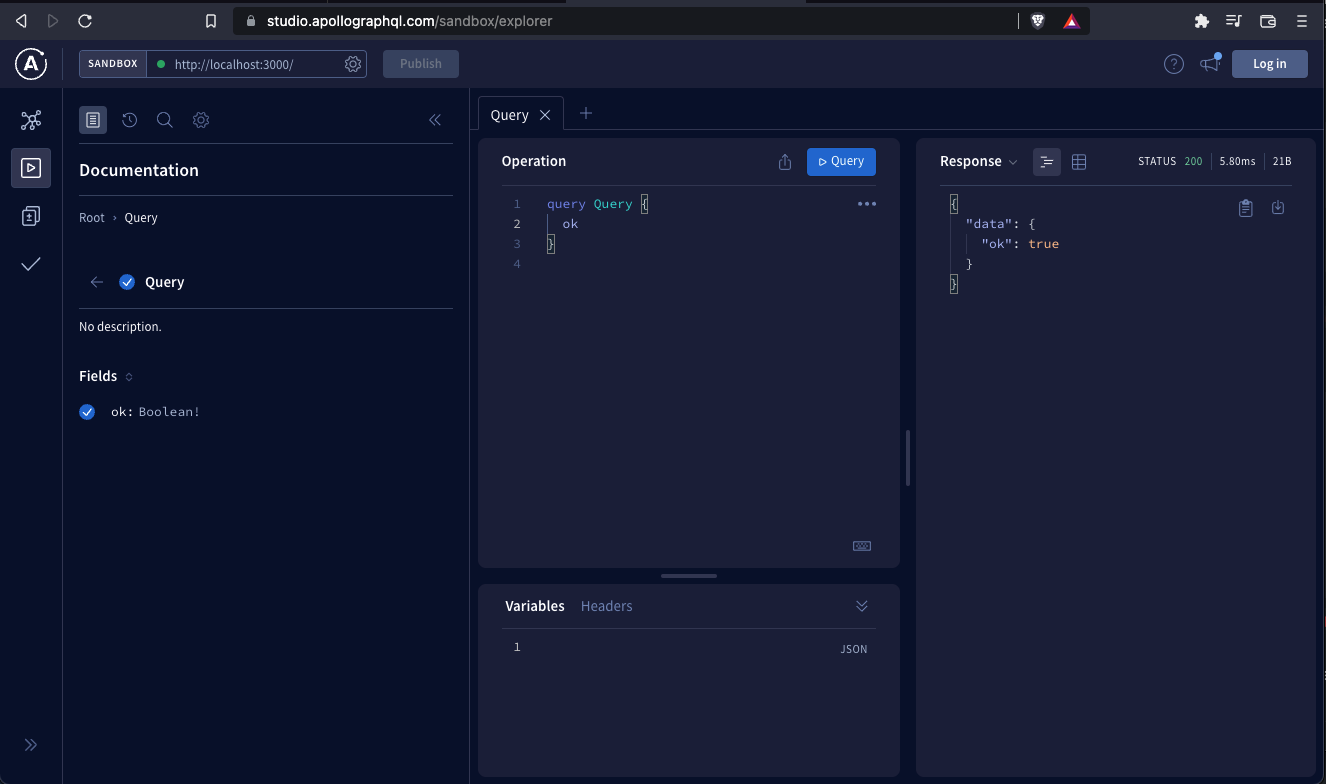 studio.apollographql.com/sandbox/explorer
A
SANDBOX
http://localhost:3000/
Publish
?
Log in
Documentation
Root › Query
Query
No description.
Fields
ok: Boolean!
Query
Operation
Query
1 query Query {
2 ok
3 }
4
Variables
Headers
1
JSON
Response
STATUS 200
5.80ms
21B
{
"data": {
"ok": true
}
}